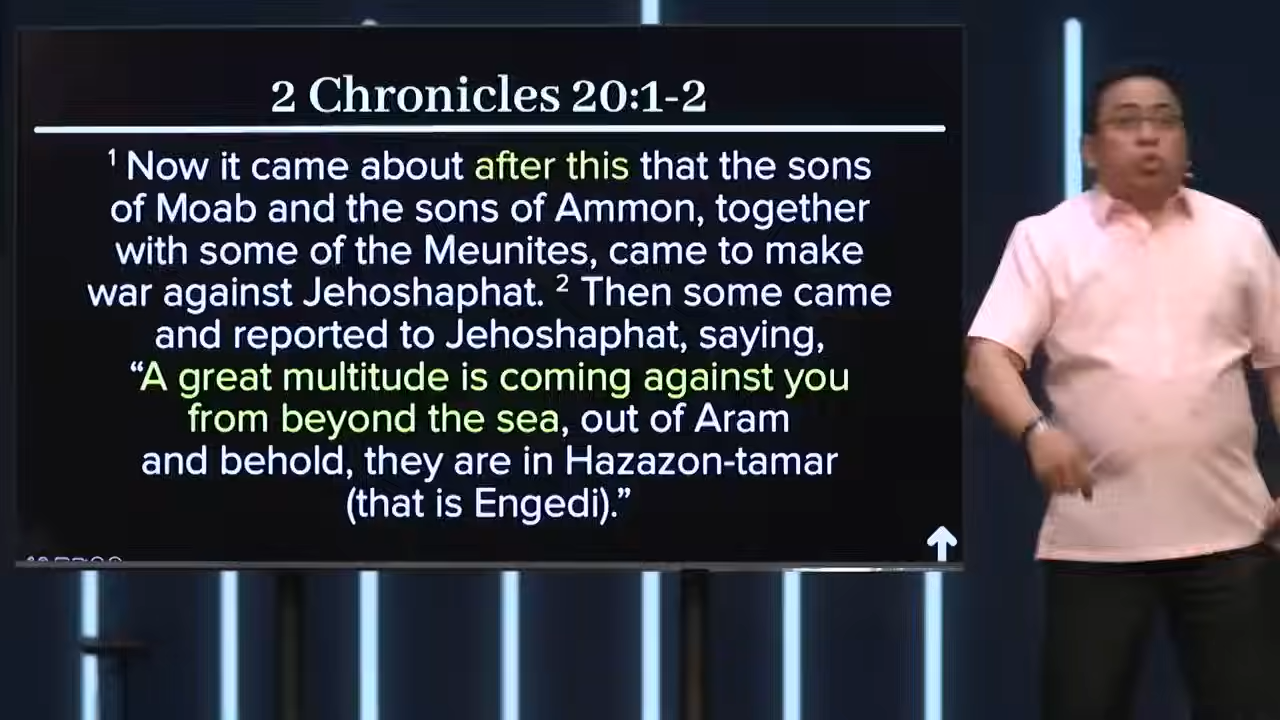 2 Chronicles 20:1-2
¹ Now it came about after this that the sons
of Moab and the sons of Ammon, together
with some of the Meunites, came to make
war against Jehoshaphat. ² Then some came
and reported to Jehoshaphat, saying,
“A great multitude is coming against you
from beyond the sea, out of Aram
and behold, they are in Hazazon-tamar
(that is Engedi).”